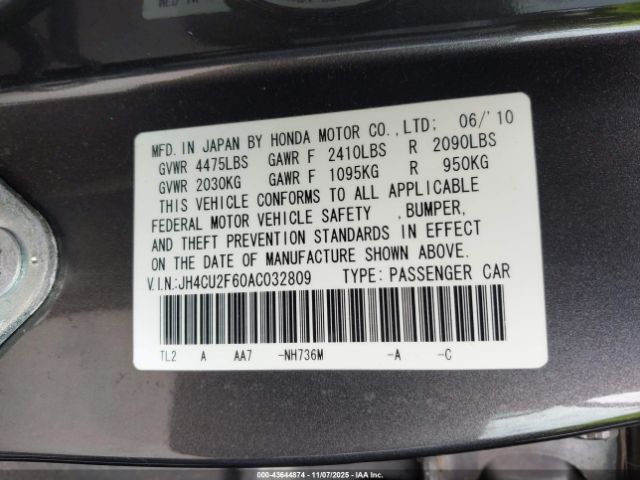 MFD. IN JAPAN BY HONDA MOTOR CO.,LTD: 06/'10
GVWR 4475LBS GAWR F 2410LBS R 2090LBS
GVWR 2030KG GAWR F 1095KG R 950KG
THIS VEHICLE CONFORMS TO ALL APPLICABLE
FEDERAL MOTOR VEHICLE SAFETY ,BUMPER,
AND THEFT PREVENTION STANDARDS IN EFFECT
ON THE DATE OF MANUFACTURE SHOWN ABOVE.
V.I.N.:JH4CU2F60AC032809 TYPE: PASSENGER CAR
TL2 A AA7 -NH736M -A -C
000-43644874 | 11/07/2025 - IAA Inc.